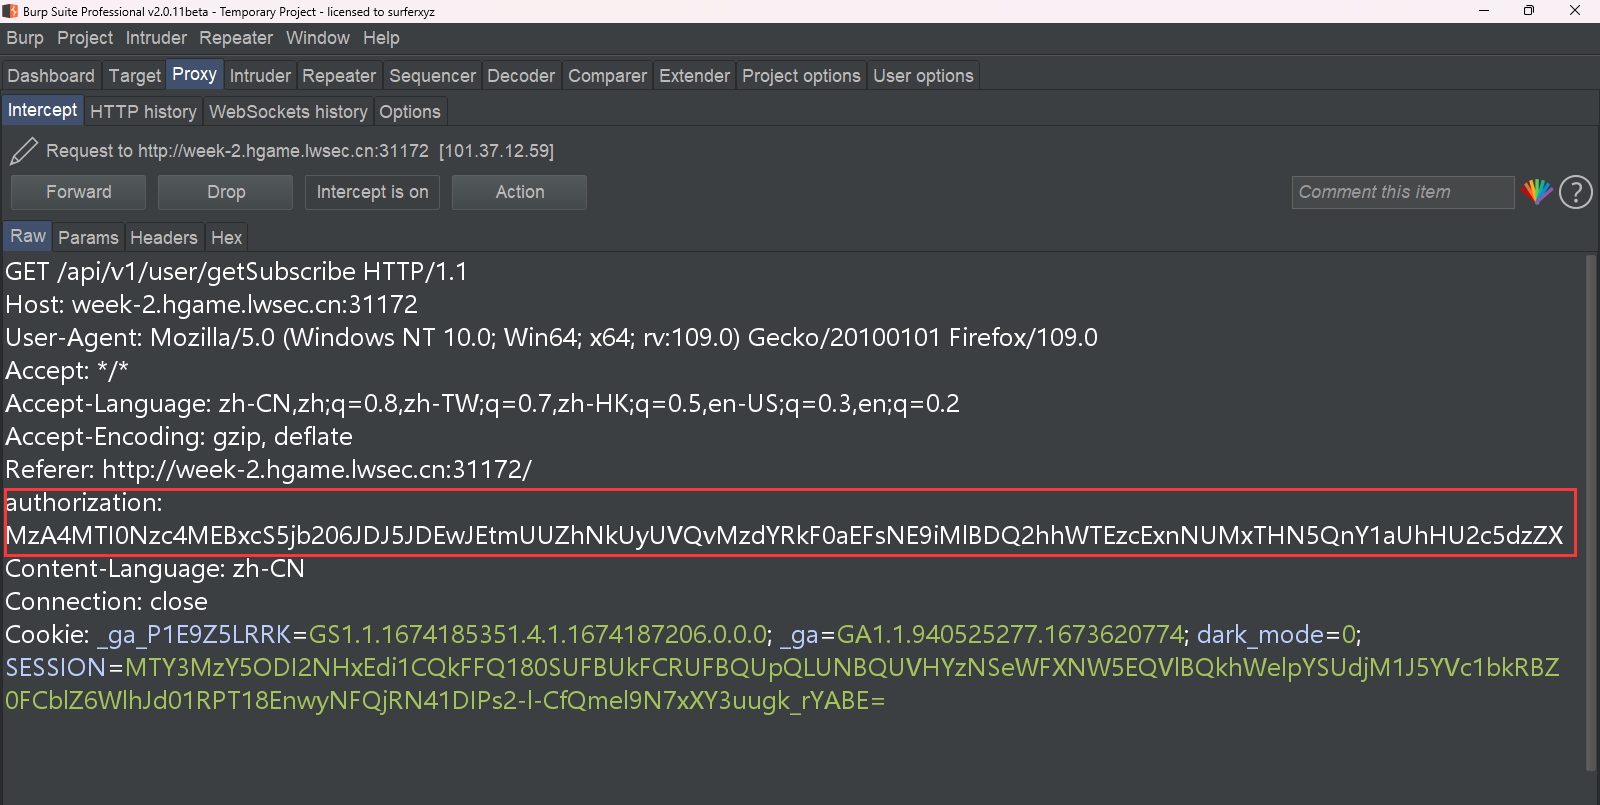 Burp Suite Professional v2.0.11beta - Temporary Project - licensed to surferxyz
Burp Project Intruder Repeater Window Help
Dashboard Target Proxy Intruder Repeater Sequencer Decoder Comparer Extender Project options User options
Intercept HTTP history WebSockets history Options
Request to http://week-2.hgame.lwsec.cn:31172 [101.37.12.59]
Forward Drop Intercept is on Action Comment this item ?
Raw Params Headers Hex
GET /api/v1/user/getSubscribe HTTP/1.1
Host: week-2.hgame.lwsec.cn:31172
User-Agent: Mozilla/5.0 (Windows NT 10.0; Win64; x64; rv:109.0) Gecko/20100101 Firefox/109.0
Accept: */*
Accept-Language: zh-CN,zh;q=0.8,zh-TW;q=0.7,zh-HK;q=0.5,en-US;q=0.3,en;q=0.2
Accept-Encoding: gzip, deflate
Referer: http://week-2.hgame.lwsec.cn:31172/
authorization:
MzA4MTI0Nzc4MEBxcS5jb206JDJ5JDEwJEtmUUZhNkUyUVQvMzdYRkF0aEFsNE9iMlBDQ2hhWTEzcExnNUMxTHN5QnY1aUhHU2c5dzZX
Content-Language: zh-CN
Connection: close
Cookie: _ga_P1E9Z5LRRK=GS1.1.1674185351.4.1.1674187206.0.0.0; _ga=GA1.1.940525277.1673620774; dark_mode=0;
SESSION=MTY3MzY5ODI2NHxEdi1CQkFFQ180SUFBUkFCRUFBQUpQLUNBQUVHYzNSeWFXNW5EQVlBQkhWelpYSUdjM1J5YVc1bkRBZ
0FCblZ6WlhJd01RPT18EnwyNFQjRN41DIPs2-l-CfQmel9N7xXY3uugk_rYABE=